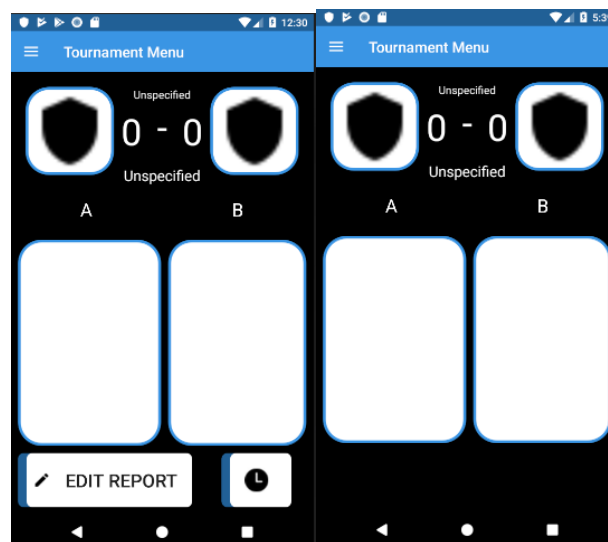 12:30
Tournament Menu
Unspecified
0 - 0
Unspecified
A B
EDIT REPORT
Tournament Menu
Unspecified
0 - 0
Unspecified
A B